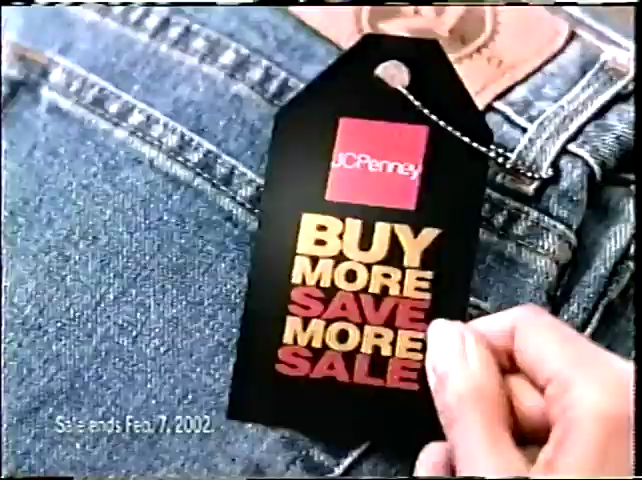 JCPenney
BUY
MORE
SAVE
MORE
SALE
Sale ends Feb. 7, 2002.